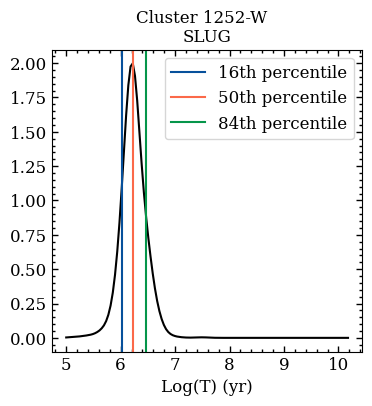 Cluster 1252-W
SLUG
16th percentile
50th percentile
84th percentile
2.00
1.75
1.50
1.25
1.00
0.75
0.50
0.25
0.00
5 6 7 8 9 10
Log(T) (yr)